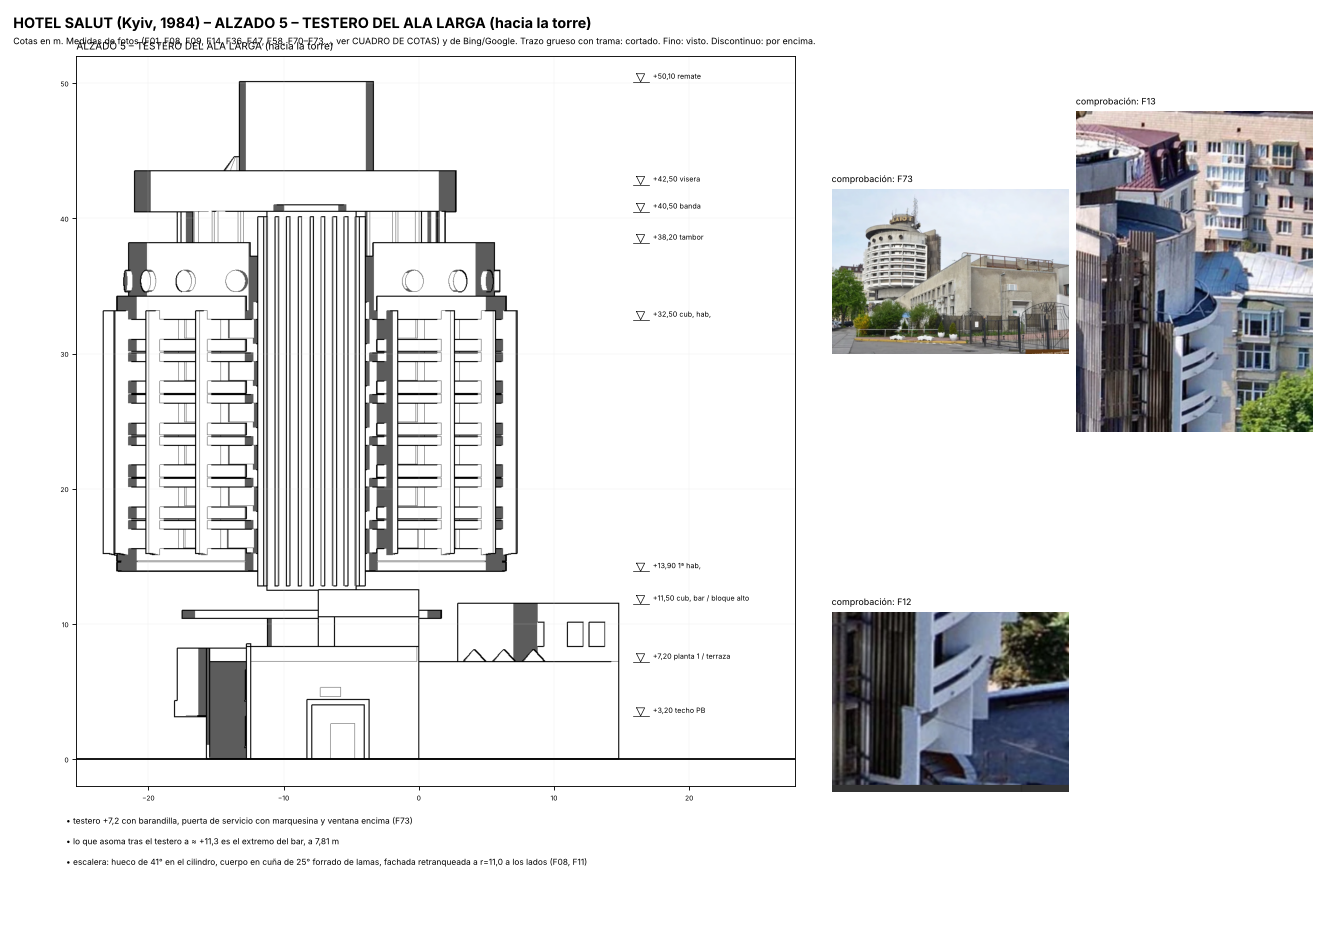 HOTEL SALUT (Kyiv, 1984) – ALZADO 5 – TESTERO DEL ALA LARGA (hacia la torre)
Cotas en m. Medidas de fotos (F01, F08, F09, F14, F36, F47, F58, F70–F73, ver CUADRO DE COTAS) y de Bing/Google. Trazo grueso con trama: cortado. Fino: visto. Discontinuo: por encima.
ALZADO 5 – TESTERO DEL ALA LARGA (hacia la torre)
50
40
30
20
10
0
−20
−10
0
10
20
+50,10 remate
+42,50 visera
+40,50 banda
+38,20 tambor
+32,50 cub, hab,
+13,90 1ª hab,
+11,50 cub, bar / bloque alto
+7,20 planta 1 / terraza
+3,20 techo PB
comprobación: F73
comprobación: F13
comprobación: F12
• testero +7,2 con barandilla, puerta de servicio con marquesina y ventana encima (F73)
• lo que asoma tras el testero a ≈ +11,3 es el extremo del bar, a 7,81 m
• escalera: hueco de 41° en el cilindro, cuerpo en cuña de 25° forrado de lamas, fachada retranqueada a r=11,0 a los lados (F08, F11)